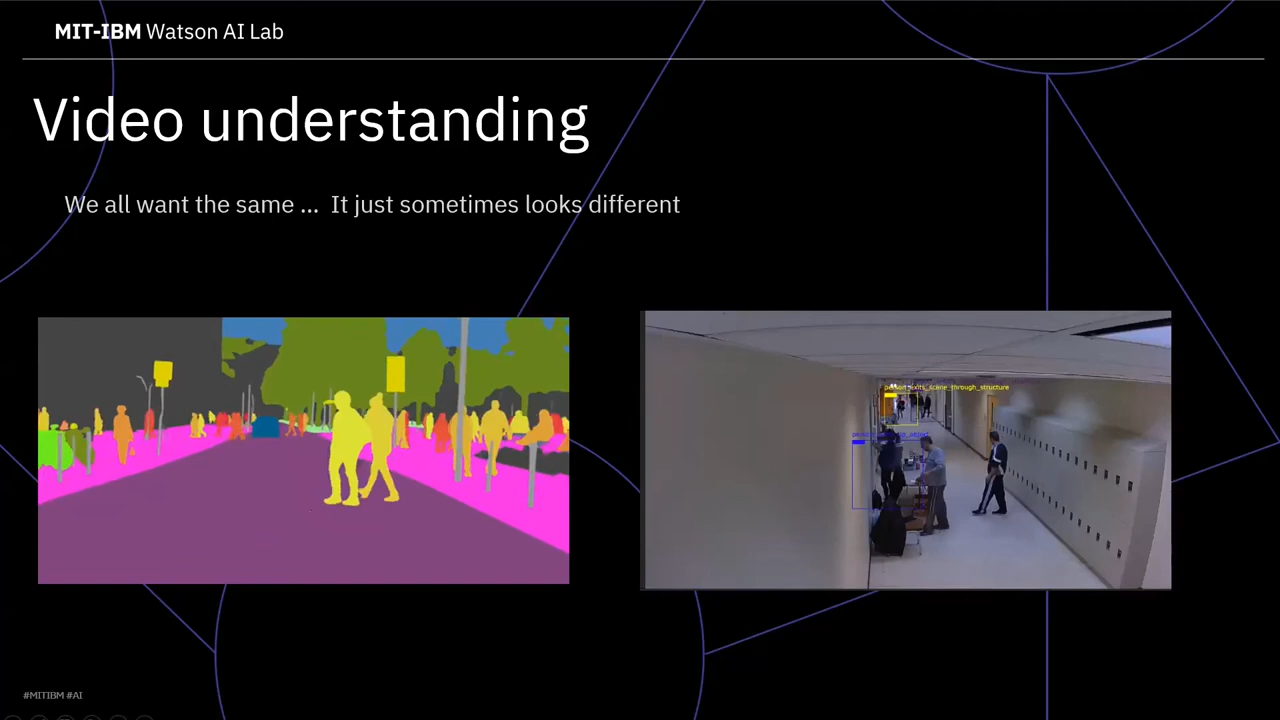 MIT-IBM Watson AI Lab
Video understanding
We all want the same ... It just sometimes looks different
person_exits_scene_through_structure
#MITIBM #AI